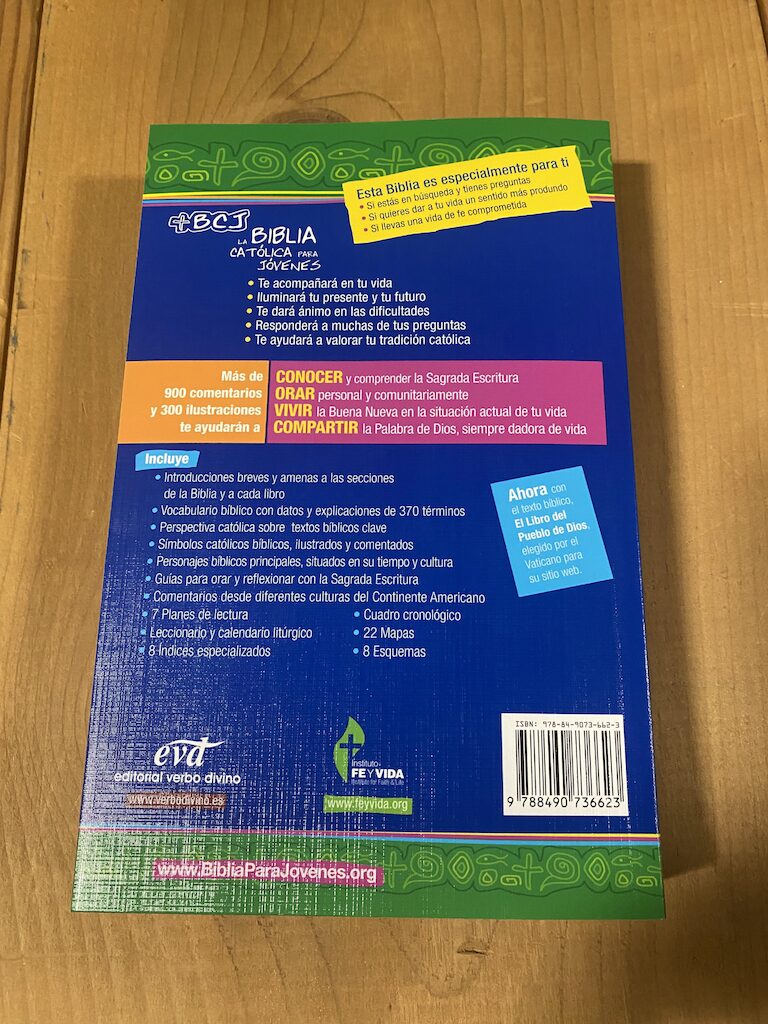 Esta Biblia es especialmente para ti
• Si estás en búsqueda y tienes preguntas
• Si quieres dar a tu vida un sentido más produndo
• Si llevas una vida de fe comprometida
BCJ
LA BIBLIA
CATÓLICA PARA
JÓVENES
• Te acompañará en tu vida
• Iluminará tu presente y tu futuro
• Te dará ánimo en las dificultades
• Responderá a muchas de tus preguntas
• Te ayudará a valorar tu tradición católica
Más de
900 comentarios
y 300 ilustraciones
te ayudarán a
CONOCER y comprender la Sagrada Escritura
ORAR personal y comunitariamente
VIVIR la Buena Nueva en la situación actual de tu vida
COMPARTIR la Palabra de Dios, siempre dadora de vida
Incluye
• Introducciones breves y amenas a las secciones
de la Biblia y a cada libro
• Vocabulario bíblico con datos y explicaciones de 370 términos
• Perspectiva católica sobre textos bíblicos clave
• Símbolos católicos bíblicos, ilustrados y comentados
• Personajes bíblicos principales, situados en su tiempo y cultura
• Guías para orar y reflexionar con la Sagrada Escritura
• Comentarios desde diferentes culturas del Continente Americano
• 7 Planes de lectura
• Leccionario y calendario litúrgico
• 8 Índices especializados
• Cuadro cronológico
• 22 Mapas
• 8 Esquemas
Ahora con
el texto bíblico,
El Libro del
Pueblo de Dios,
elegido por el
Vaticano para
su sitio web.
evd
editorial verbo divino
www.verbodivino.es
Instituto
FE Y VIDA
Institute for Faith & Life
www.feyvida.org
ISBN: 978-84-9073-662-3
9 788490 736623
www.BibliaParaJovenes.org